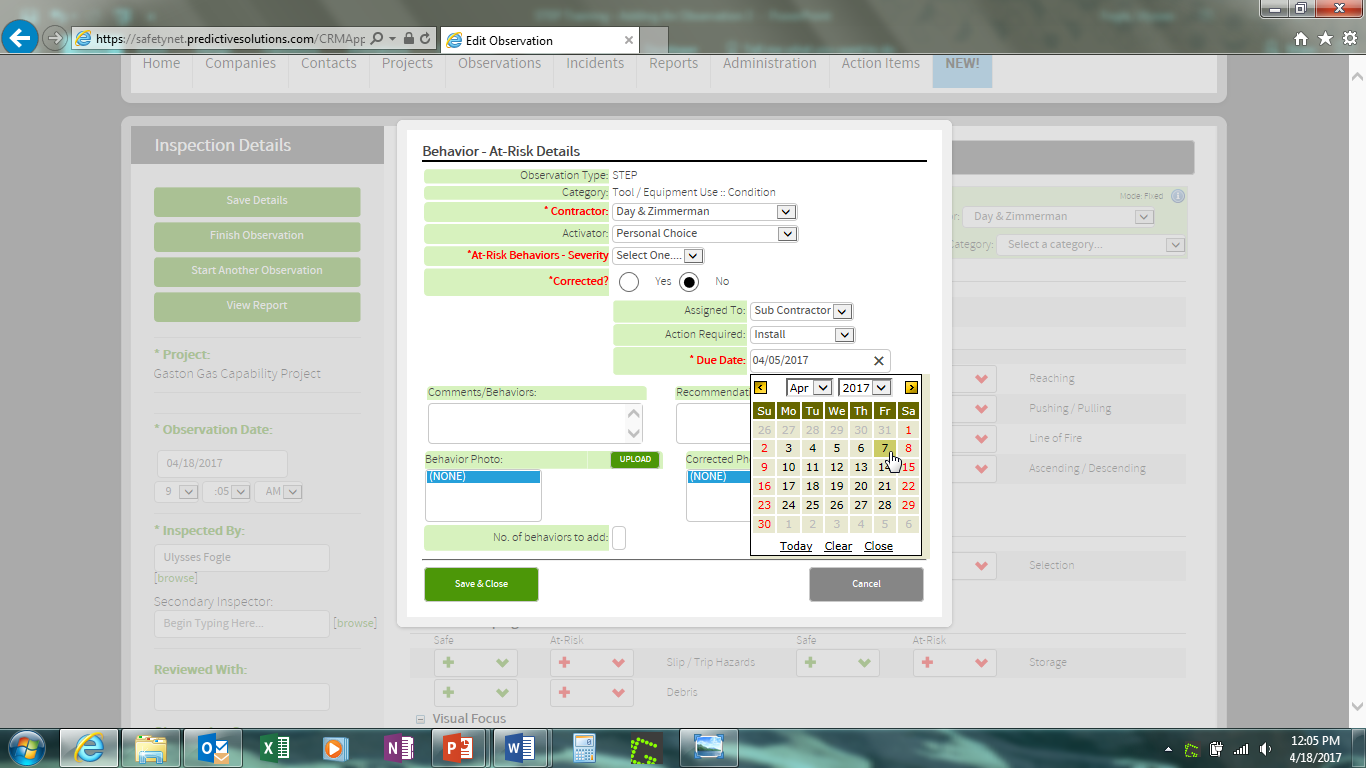 https://safetynet.predictivesolutions.com/CRMApp
Edit Observation
Home Companies Contacts Projects Observations Incidents Reports Administration Action Items NEW!
Inspection Details
Save Details
Finish Observation
Start Another Observation
View Report
* Project:
Gaston Gas Capability Project
* Observation Date:
04/18/2017
9 :05 AM
* Inspected By:
Ulysses Fogle
[browse]
Secondary Inspector:
Begin Typing Here... [browse]
Reviewed With:
Behavior - At-Risk Details
Observation Type: STEP
Category: Tool / Equipment Use :: Condition
* Contractor: Day & Zimmerman
Activator: Personal Choice
*At-Risk Behaviors - Severity Select One....
*Corrected? Yes No
Assigned To: Sub Contractor
Action Required: Install
* Due Date: 04/05/2017
Apr 2017
Su Mo Tu We Th Fr Sa
26 27 28 29 30 31 1
2 3 4 5 6 7 8
9 10 11 12 13 15
16 17 18 19 20 21 22
23 24 25 26 27 28 29
30 1 2 3 4 5 6
Today Clear Close
Comments/Behaviors:
Recommendati
Behavior Photo: UPLOAD
(NONE)
Corrected Ph
(NONE)
No. of behaviors to add:
Save & Close
Cancel
Mode: Fixed
r: Day & Zimmerman
ategory: Select a category...
Reaching
Pushing / Pulling
Line of Fire
Ascending / Descending
Selection
Safe At-Risk Safe At-Risk
Slip / Trip Hazards Storage
Debris
Visual Focus
12:05 PM
4/18/2017